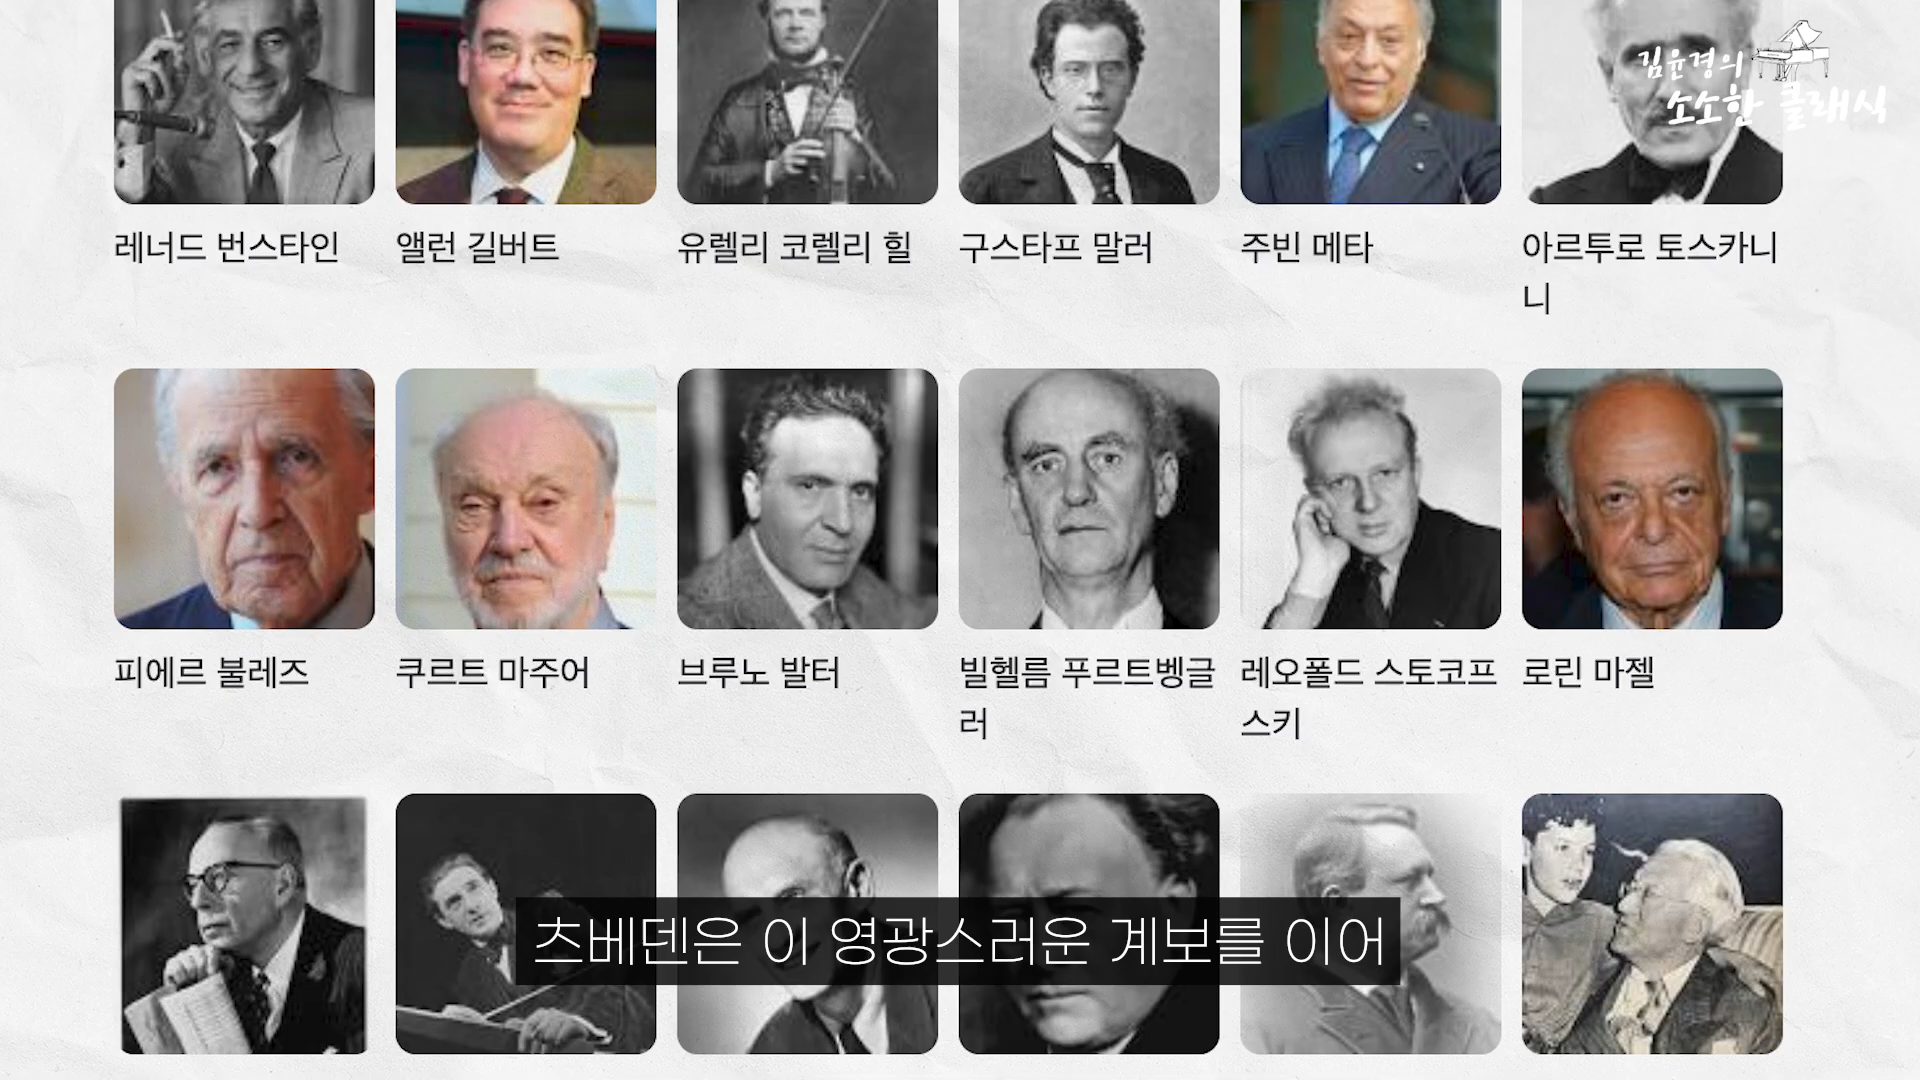 김윤경의
소소한 클래식
레너드 번스타인
앨런 길버트
유렐리 코렐리 힐
구스타프 말러
주빈 메타
아르투로 토스카니
니
피에르 불레즈
쿠르트 마주어
브루노 발터
빌헬름 푸르트벵글
러
레오폴드 스토코프
스키
로린 마젤
츠베덴은 이 영광스러운 계보를 이어